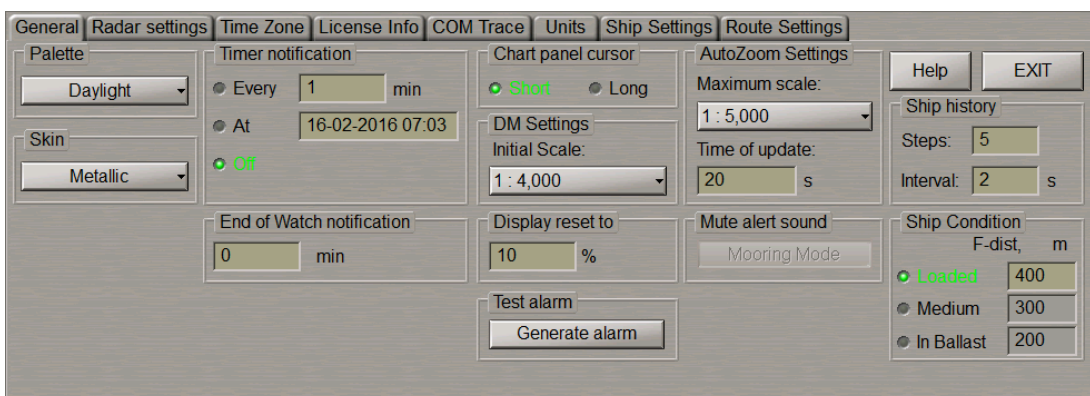 General Radar settings Time Zone License Info COM Trace Units Ship Settings Route Settings
Palette
Daylight
Skin
Metallic
Timer notification
Every 1 min
At 16-02-2016 07:03
Off
End of Watch notification
0 min
Chart panel cursor
Short Long
DM Settings
Initial Scale:
1 : 4,000
Display reset to
10 %
Test alarm
Generate alarm
AutoZoom Settings
Maximum scale:
1 : 5,000
Time of update:
20 s
Mute alert sound
Mooring Mode
Help EXIT
Ship history
Steps: 5
Interval: 2 s
Ship Condition
F-dist, m
Loaded 400
Medium 300
In Ballast 200